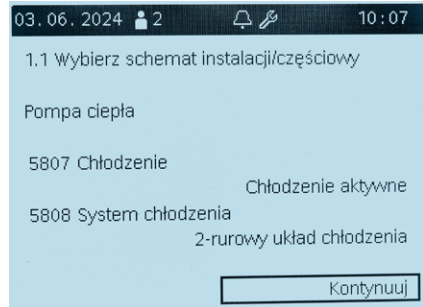 03.06.2024 2 10:07
1.1 Wybierz schemat instalacji/częściowy
Pompa ciepła
5807 Chłodzenie
Chłodzenie aktywne
5808 System chłodzenia
2-rurowy układ chłodzenia
Kontynuuj